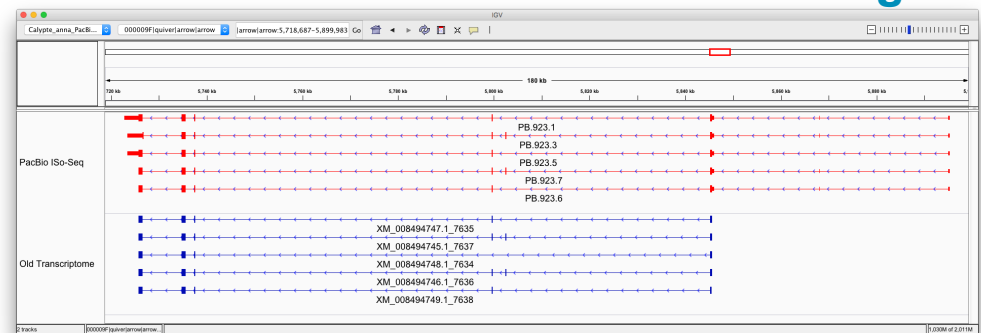 IGV
Calypte_anna_PacBi... 000009F|quiver|arrow|arrow |arrow|arrow:5,718,687-5,899,983 Go
180 kb
720 kb 5,740 kb 5,760 kb 5,780 kb 5,800 kb 5,820 kb 5,840 kb 5,860 kb 5,880 kb 5,
PacBio ISo-Seq
PB.923.1
PB.923.3
PB.923.5
PB.923.7
PB.923.6
Old Transcriptome
XM_008494747.1_7635
XM_008494745.1_7637
XM_008494748.1_7634
XM_008494746.1_7636
XM_008494749.1_7638
2 tracks 000009F|quiver|arrow|arrow... 1,030M of 2,011M